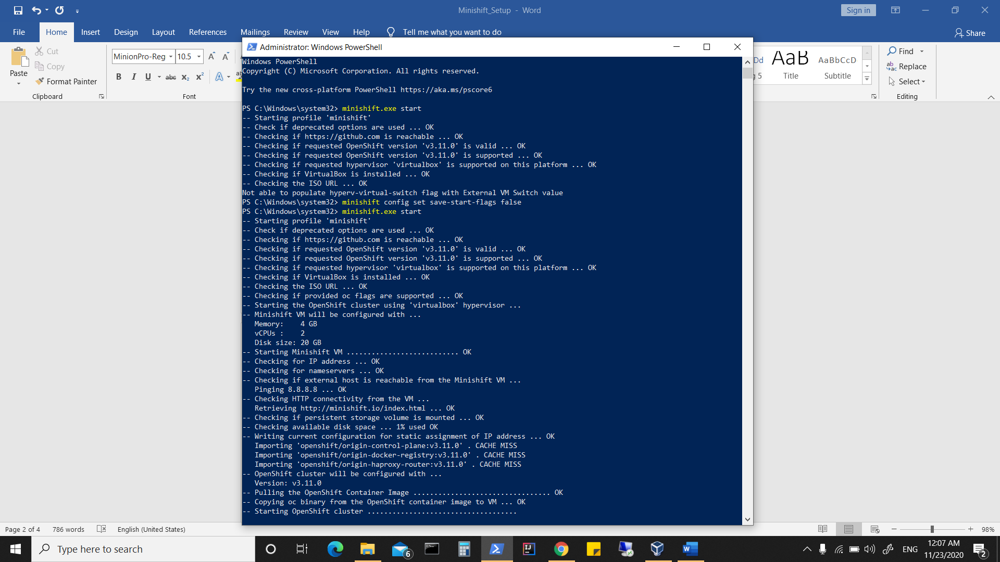 Minishift_Setup - Word
Sign in
File Home Insert Design Layout References Mailings Review View Help Tell me what you want to do
Share
Paste
Cut
Copy
Format Painter
Clipboard
MinionPro-Reg 10.5
B I U abc X₂ X²
Font
AaB
Title
AaBbCcD
Subtitle
Find
Replace
Select
Editing
Administrator: Windows PowerShell
Windows PowerShell
Copyright (C) Microsoft Corporation. All rights reserved.
Try the new cross-platform PowerShell https://aka.ms/pscore6
PS C:\Windows\system32> minishift.exe start
-- Starting profile 'minishift'
-- Check if deprecated options are used ... OK
-- Checking if https://github.com is reachable ... OK
-- Checking if requested OpenShift version 'v3.11.0' is valid ... OK
-- Checking if requested OpenShift version 'v3.11.0' is supported ... OK
-- Checking if requested hypervisor 'virtualbox' is supported on this platform ... OK
-- Checking if VirtualBox is installed ... OK
-- Checking the ISO URL ... OK
Not able to populate hyperv-virtual-switch flag with External VM Switch value
PS C:\Windows\system32> minishift config set save-start-flags false
PS C:\Windows\system32> minishift.exe start
-- Starting profile 'minishift'
-- Check if deprecated options are used ... OK
-- Checking if https://github.com is reachable ... OK
-- Checking if requested OpenShift version 'v3.11.0' is valid ... OK
-- Checking if requested OpenShift version 'v3.11.0' is supported ... OK
-- Checking if requested hypervisor 'virtualbox' is supported on this platform ... OK
-- Checking if VirtualBox is installed ... OK
-- Checking the ISO URL ... OK
-- Checking if provided oc flags are supported ... OK
-- Starting the OpenShift cluster using 'virtualbox' hypervisor ...
-- Minishift VM will be configured with ...
Memory:    4 GB
vCPUs :    2
Disk size: 20 GB
-- Starting Minishift VM ........................... OK
-- Checking for IP address ... OK
-- Checking for nameservers ... OK
-- Checking if external host is reachable from the Minishift VM ...
Pinging 8.8.8.8 ... OK
-- Checking HTTP connectivity from the VM ...
Retrieving http://minishift.io/index.html ... OK
-- Checking if persistent storage volume is mounted ... OK
-- Checking available disk space ... 1% used OK
-- Writing current configuration for static assignment of IP address ... OK
Importing 'openshift/origin-control-plane:v3.11.0' . CACHE MISS
Importing 'openshift/origin-docker-registry:v3.11.0' . CACHE MISS
Importing 'openshift/origin-haproxy-router:v3.11.0' . CACHE MISS
-- OpenShift cluster will be configured with ...
Version: v3.11.0
-- Pulling the OpenShift Container Image ................................. OK
-- Copying oc binary from the OpenShift container image to VM ... OK
-- Starting OpenShift cluster ....................................
Page 2 of 4 786 words English (United States)
98%
Type here to search
6
ENG
12:07 AM
11/23/2020
2